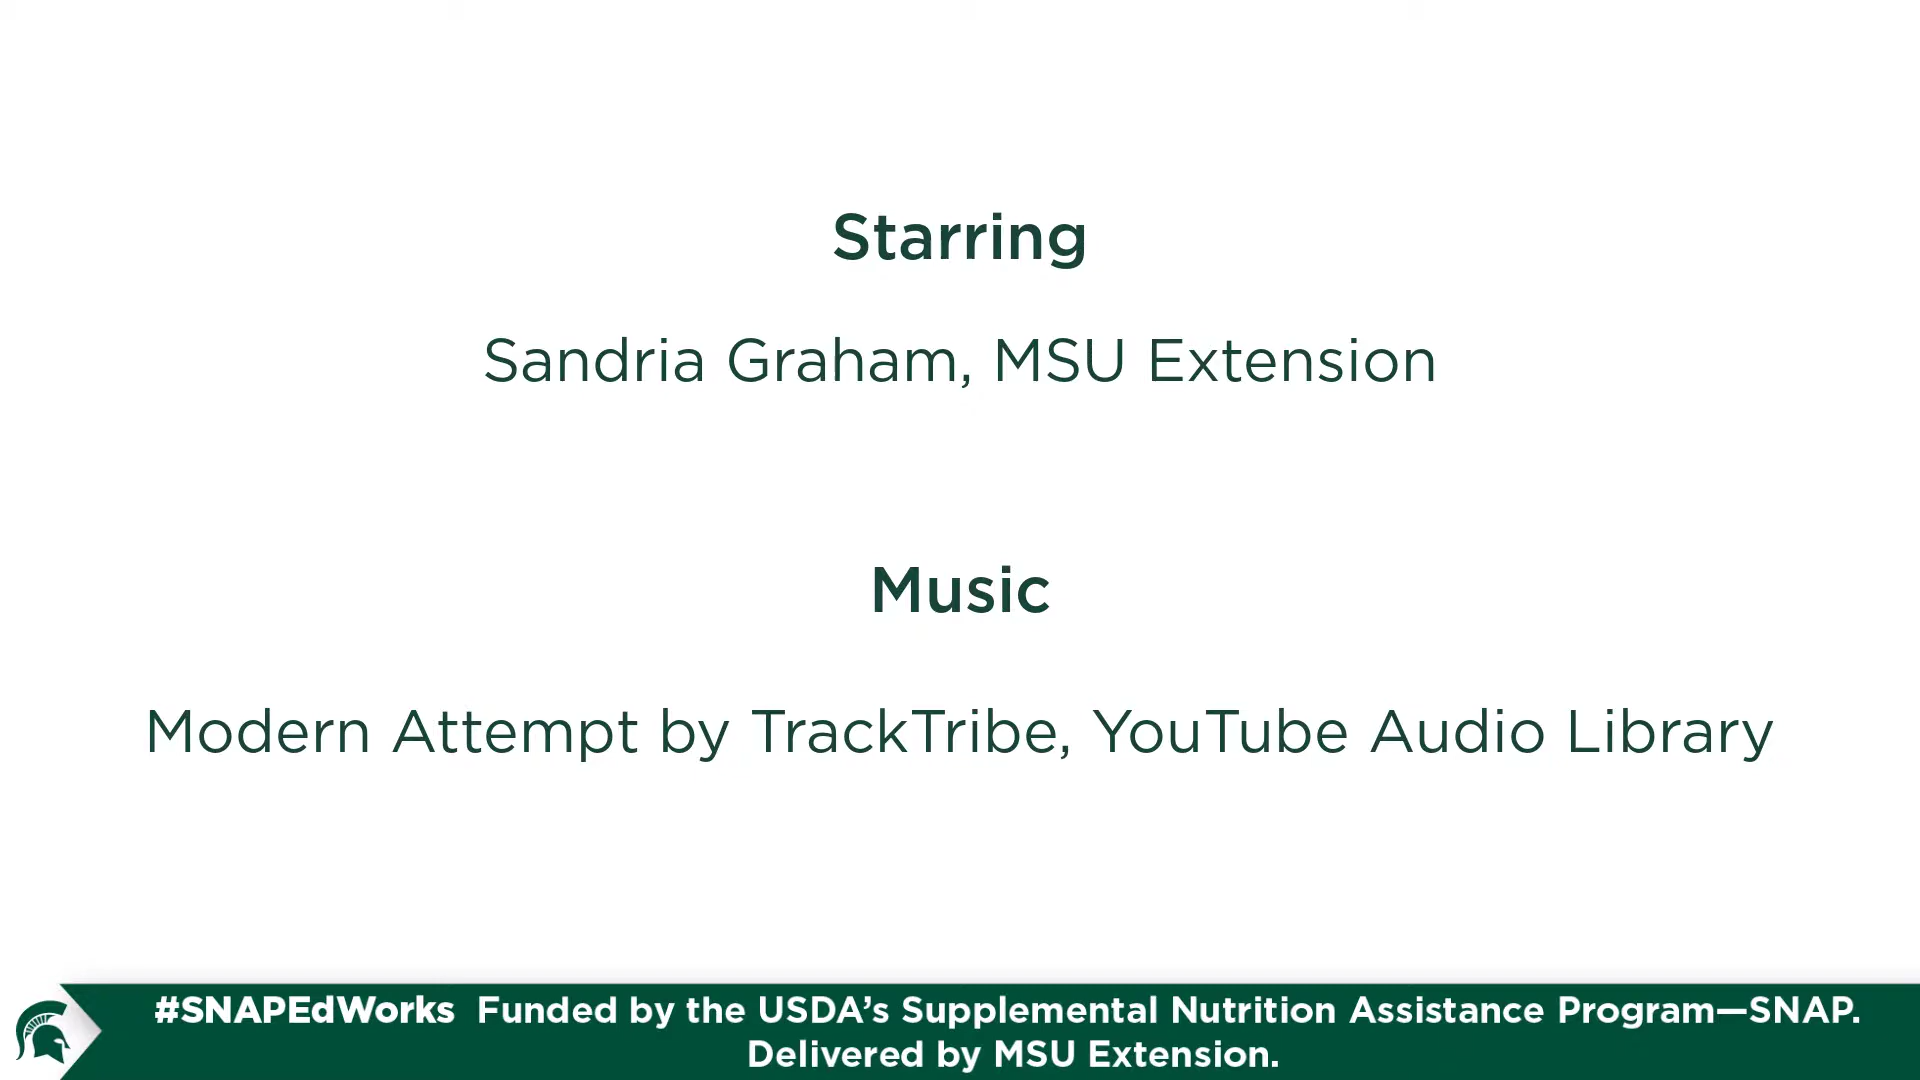 Starring
Sandria Graham, MSU Extension
Music
Modern Attempt by TrackTribe, YouTube Audio Library
#SNAPEdWorks Funded by the USDA’s Supplemental Nutrition Assistance Program—SNAP.
Delivered by MSU Extension.